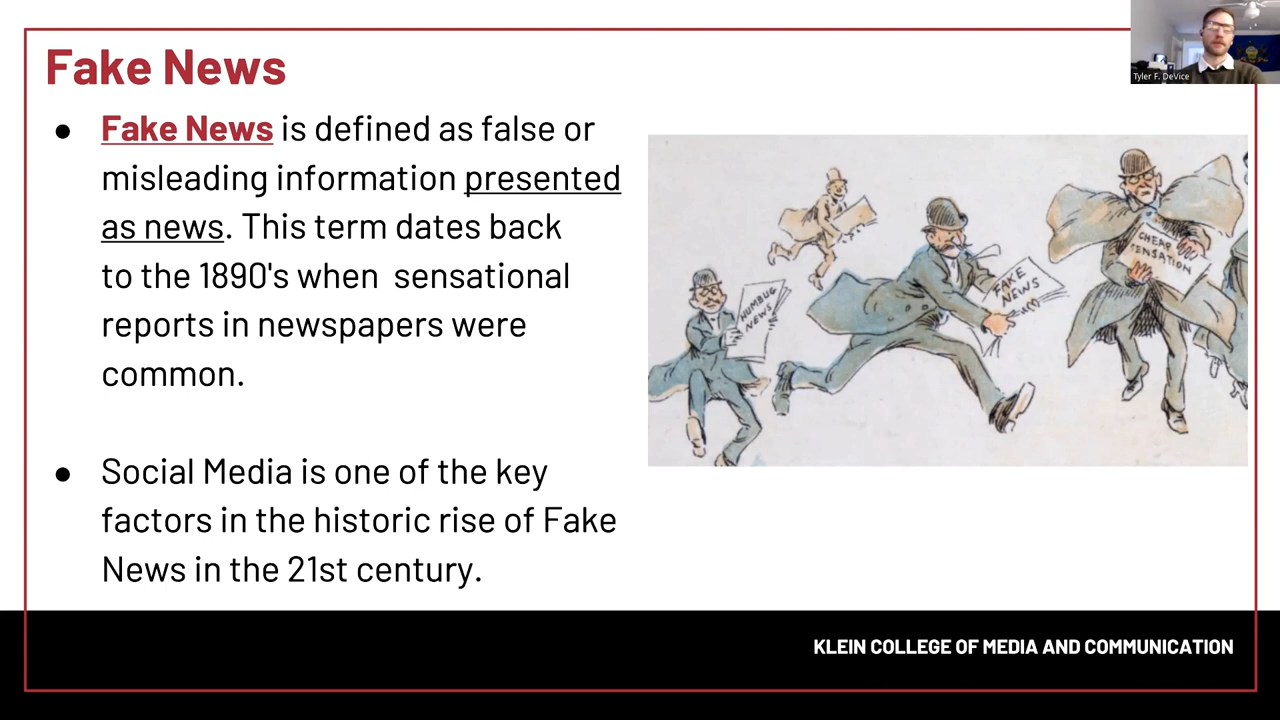 Fake News
Tyler F. DeVice
● Fake News is defined as false or
misleading information presented
as news. This term dates back
to the 1890's when  sensational
reports in newspapers were
common.
● Social Media is one of the key
factors in the historic rise of Fake
News in the 21st century.
HUMBUG
NEWS
FAKE
NEWS
CHEAP
SENSATION
KLEIN COLLEGE OF MEDIA AND COMMUNICATION